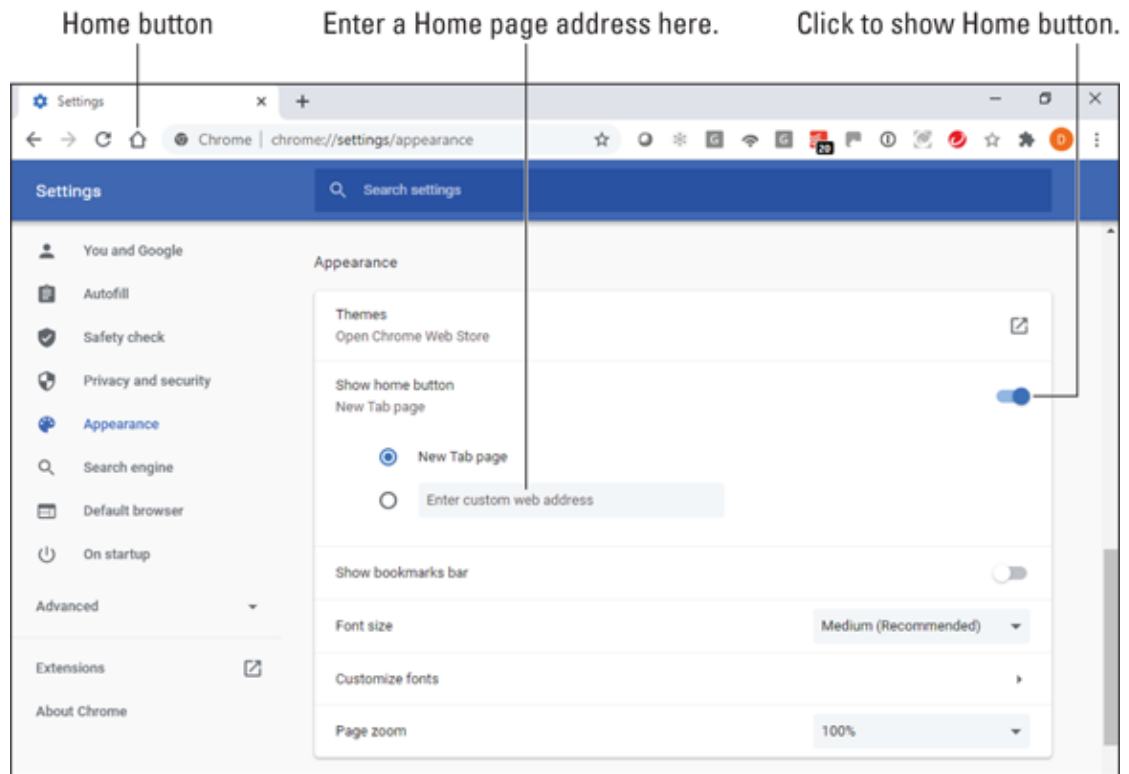 Home button
Enter a Home page address here.
Click to show Home button.
Settings
Chrome | chrome://settings/appearance
G
G
20
D
Settings
Search settings
You and Google
Autofill
Safety check
Privacy and security
Appearance
Search engine
Default browser
On startup
Advanced
Extensions
About Chrome
Appearance
Themes
Open Chrome Web Store
Show home button
New Tab page
New Tab page
Enter custom web address
Show bookmarks bar
Font size
Medium (Recommended)
Customize fonts
Page zoom
100%